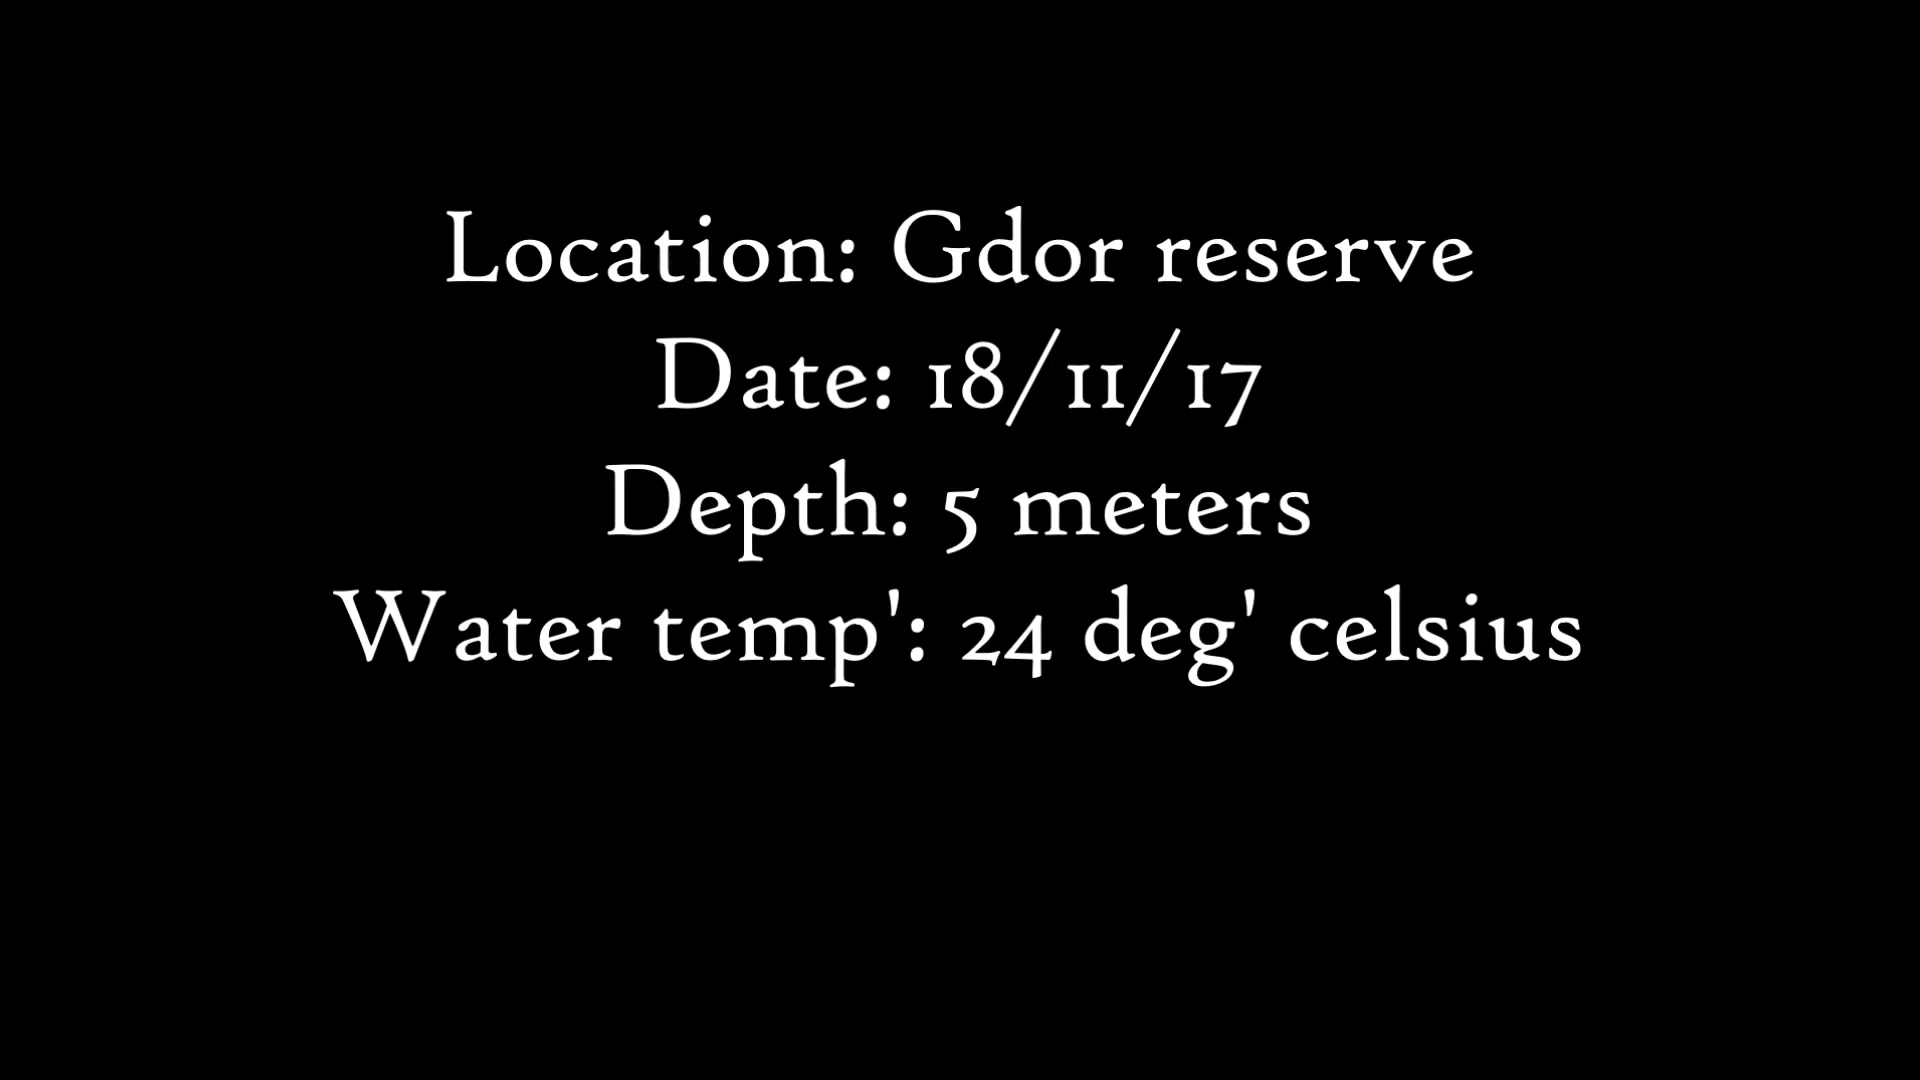 Location: Gdor reserve
Date: 18/11/17
Depth: 5 meters
Water temp': 24 deg' celsius